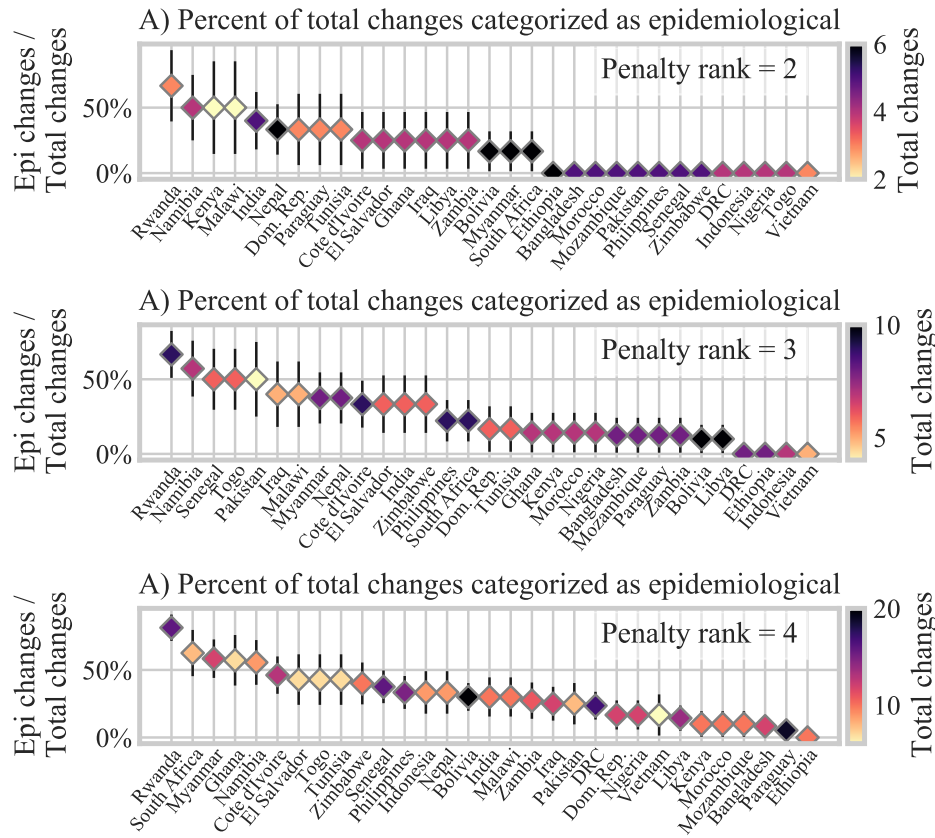 A) Percent of total changes categorized as epidemiological
Epi changes /
Total changes
50%
0%
Penalty rank = 2
6
4
2
Total changes
Rwanda
Namibia
Kenya
Malawi
India
Nepal
Dom. Rep.
Paraguay
Tunisia
Cote d'Ivoire
El Salvador
Ghana
Iraq
Libya
Zambia
Bolivia
Myanmar
South Africa
Ethiopia
Bangladesh
Morocco
Mozambique
Pakistan
Philippines
Senegal
Zimbabwe
DRC
Indonesia
Nigeria
Togo
Vietnam
A) Percent of total changes categorized as epidemiological
Epi changes /
Total changes
50%
0%
Penalty rank = 3
10
5
Total changes
Rwanda
Namibia
Senegal
Togo
Pakistan
Iraq
Malawi
Myanmar
Nepal
Cote d'Ivoire
El Salvador
India
Zimbabwe
Philippines
South Africa
Dom. Rep.
Tunisia
Ghana
Kenya
Morocco
Nigeria
Bangladesh
Mozambique
Paraguay
Zambia
Bolivia
Libya
DRC
Ethiopia
Indonesia
Vietnam
A) Percent of total changes categorized as epidemiological
Epi changes /
Total changes
50%
0%
Penalty rank = 4
20
10
Total changes
Rwanda
South Africa
Myanmar
Ghana
Namibia
Cote d'Ivoire
El Salvador
Togo
Tunisia
Zimbabwe
Senegal
Philippines
Indonesia
Nepal
Bolivia
India
Malawi
Zambia
Iraq
Pakistan
DRC
Dom. Rep.
Nigeria
Vietnam
Libya
Kenya
Morocco
Mozambique
Bangladesh
Paraguay
Ethiopia